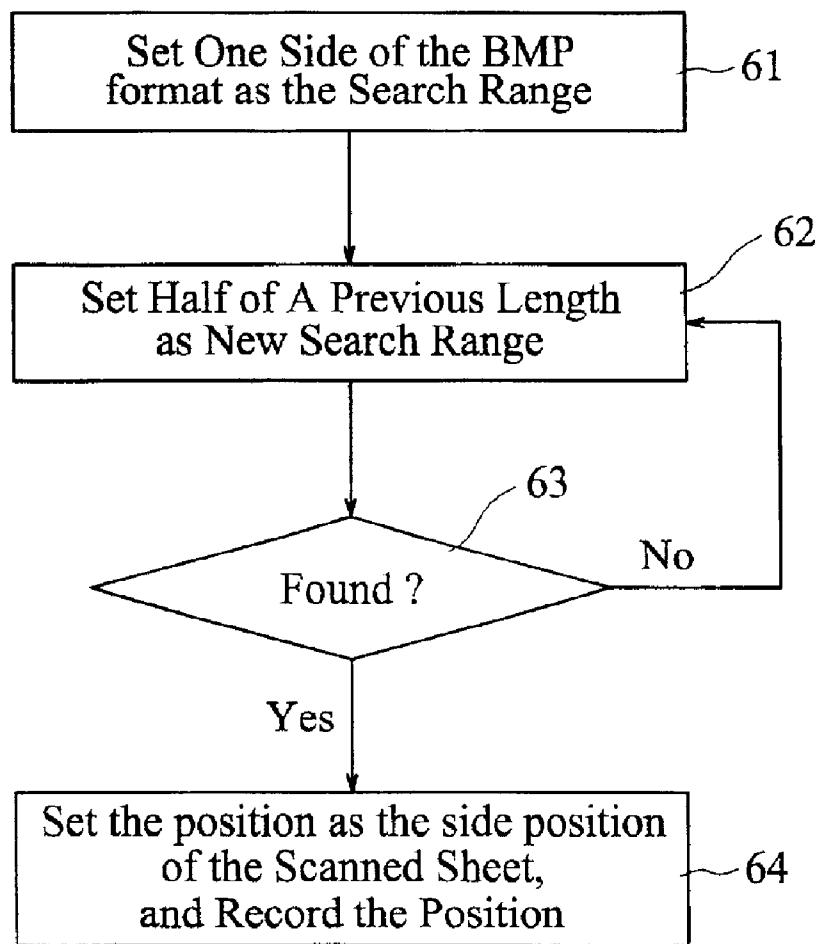 Set One Side of the BMP
format as the Search Range
61
62
Set Half of A Previous Length
as New Search Range
63
Found ?
No
Yes
Set the position as the side position
of the Scanned Sheet,
and Record the Position
64